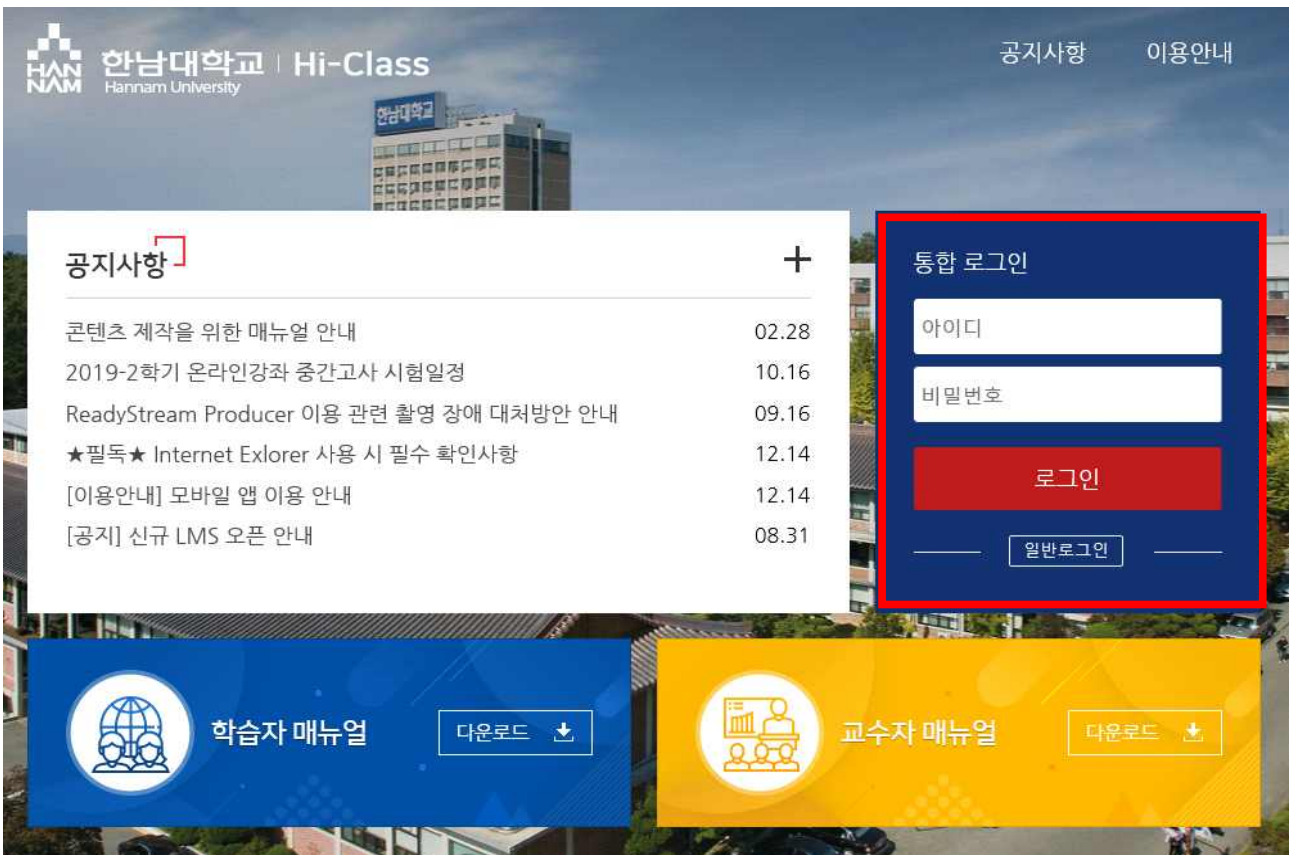 HAN
NAM
한남대학교 | Hi-Class
Hannam University
공지사항 이용안내
한남대학교
공지사항 +
콘텐츠 제작을 위한 매뉴얼 안내 02.28
2019-2학기 온라인강좌 중간고사 시험일정 10.16
ReadyStream Producer 이용 관련 촬영 장애 대처방안 안내 09.16
★필독★ Internet Exlorer 사용 시 필수 확인사항 12.14
[이용안내] 모바일 앱 이용 안내 12.14
[공지] 신규 LMS 오픈 안내 08.31
통합 로그인
아이디
비밀번호
로그인
일반로그인
학습자 매뉴얼 다운로드
교수자 매뉴얼 다운로드